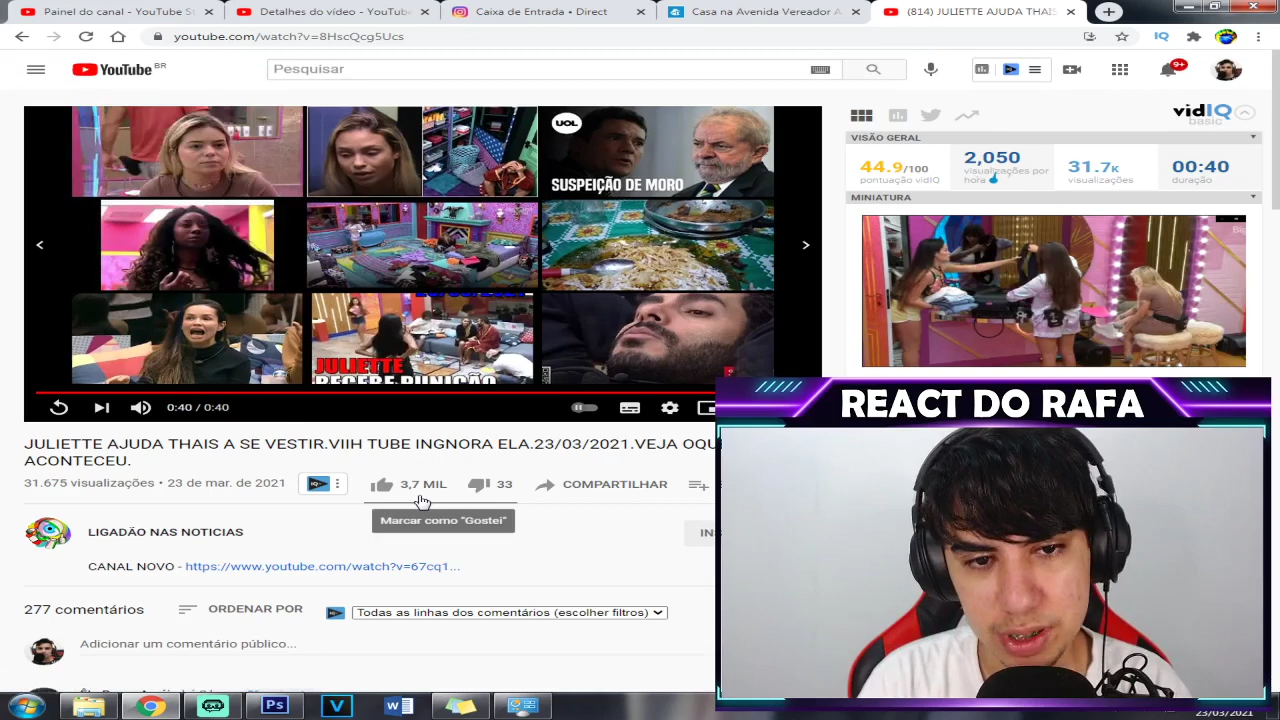 Painel do canal - YouTube St
Detalhes do vídeo - YouTube
Caixa de Entrada • Direct
Casa na Avenida Vereador A
(814) JULIETTE AJUDA THAIS
youtube.com/watch?v=8HscQcg5Ucs
IQ
YouTube BR
Pesquisar
9+
vidIQ
basic
VISÃO GERAL
44.9/100
pontuação vidIQ
2,050
visualizações por
hora
31.7K
visualizações
00:40
duração
MINIATURA
UOL
SUSPEIÇÃO DE MORO
JULIETTE
RECEBE PUNIÇÃO
0:40 / 0:40
REACT DO RAFA
JULIETTE AJUDA THAIS A SE VESTIR.VIIH TUBE INGNORA ELA.23/03/2021.VEJA OQUE
ACONTECEU.
31.675 visualizações • 23 de mar. de 2021
3,7 MIL
33
COMPARTILHAR
Marcar como "Gostei"
LIGADÃO NAS NOTICIAS
CANAL NOVO - https://www.youtube.com/watch?v=67cq1...
277 comentários
ORDENAR POR
Todas as linhas dos comentários (escolher filtros)
Adicionar um comentário público...
Ps
V
W
23/03/2021